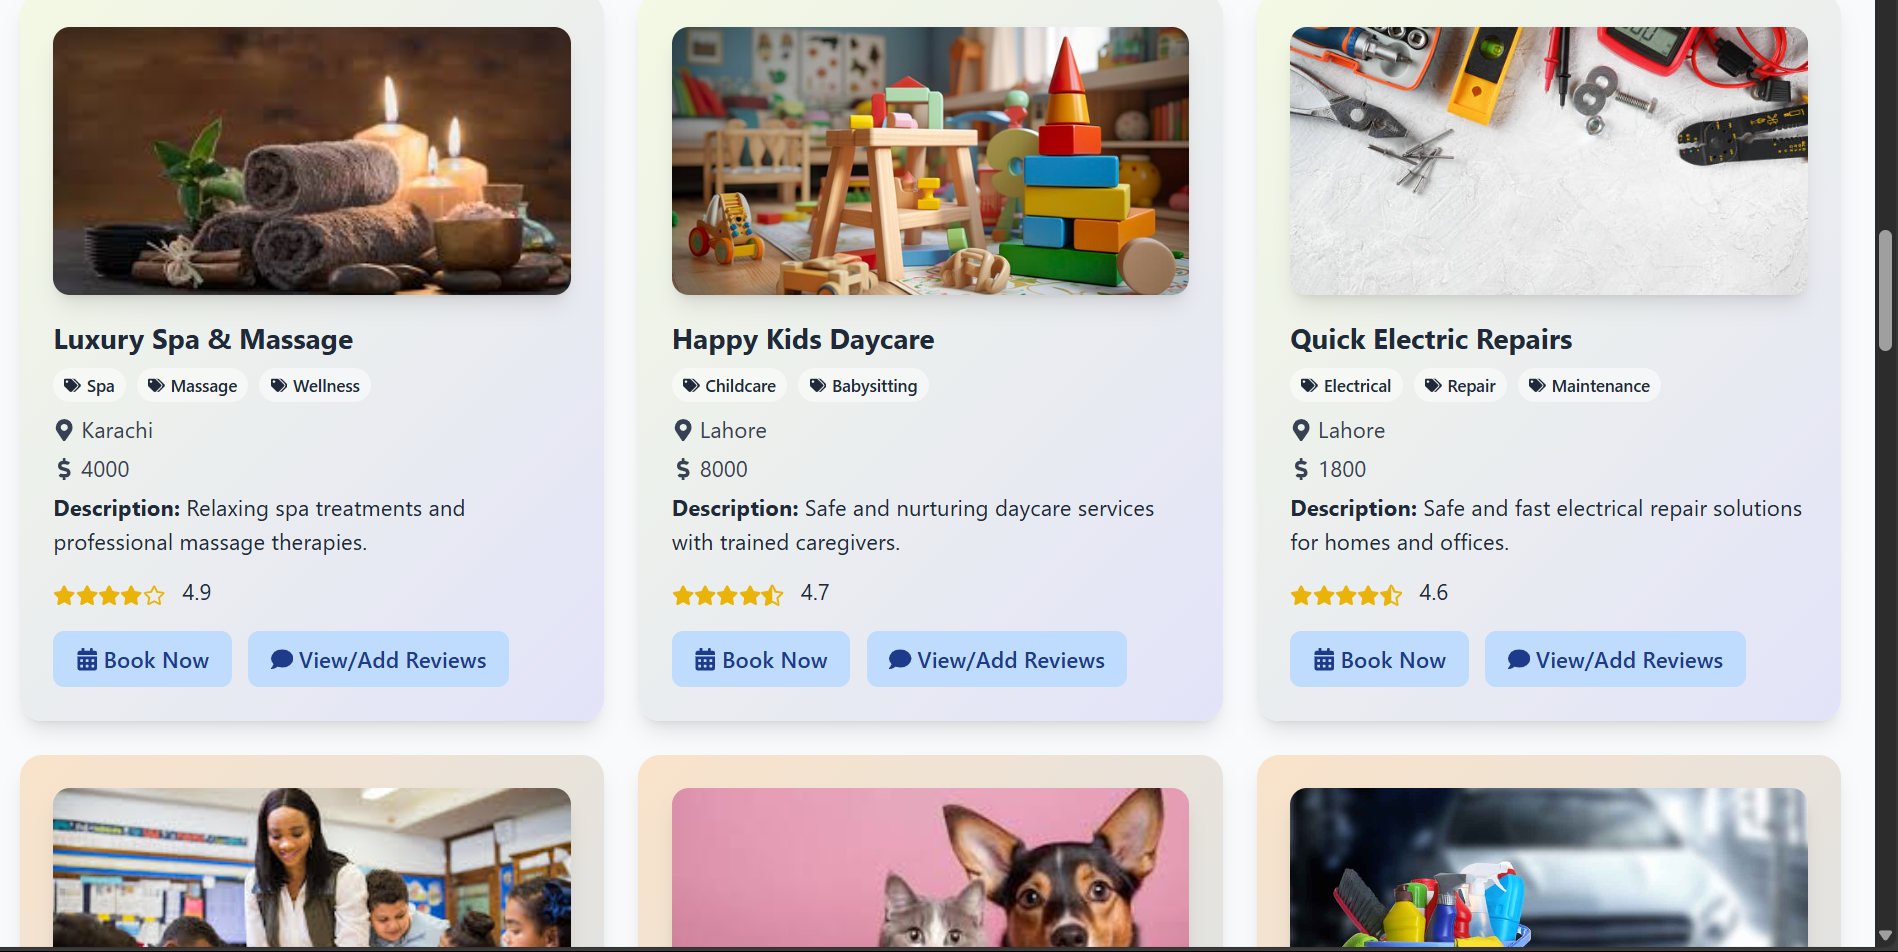 Luxury Spa & Massage
Spa Massage Wellness
Karachi
$ 4000
Description: Relaxing spa treatments and
professional massage therapies.
4.9
Book Now View/Add Reviews
Happy Kids Daycare
Childcare Babysitting
Lahore
$ 8000
Description: Safe and nurturing daycare services
with trained caregivers.
4.7
Book Now View/Add Reviews
Quick Electric Repairs
Electrical Repair Maintenance
Lahore
$ 1800
Description: Safe and fast electrical repair solutions
for homes and offices.
4.6
Book Now View/Add Reviews